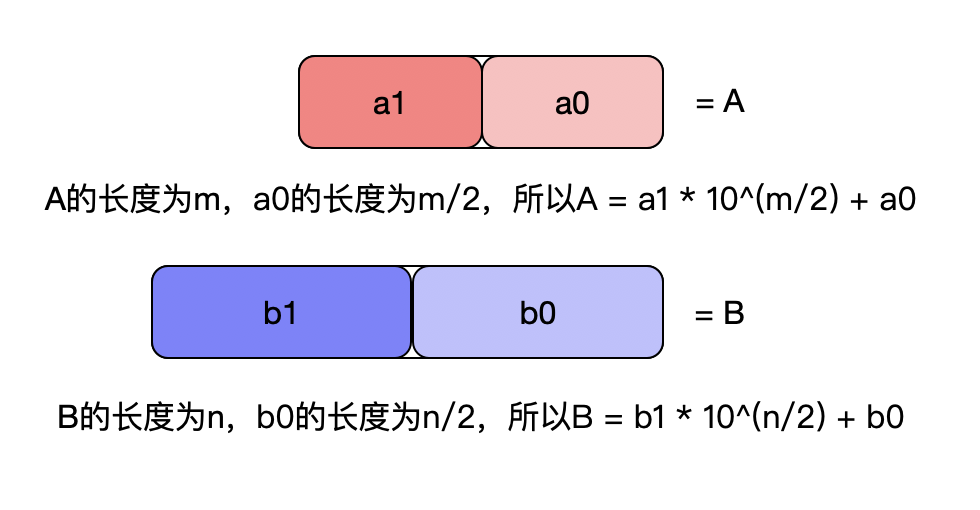 a1 a0 = A
A的长度为m，a0的长度为m/2，所以A = a1 * 10^(m/2) + a0
b1 b0 = B
B的长度为n，b0的长度为n/2，所以B = b1 * 10^(n/2) + b0